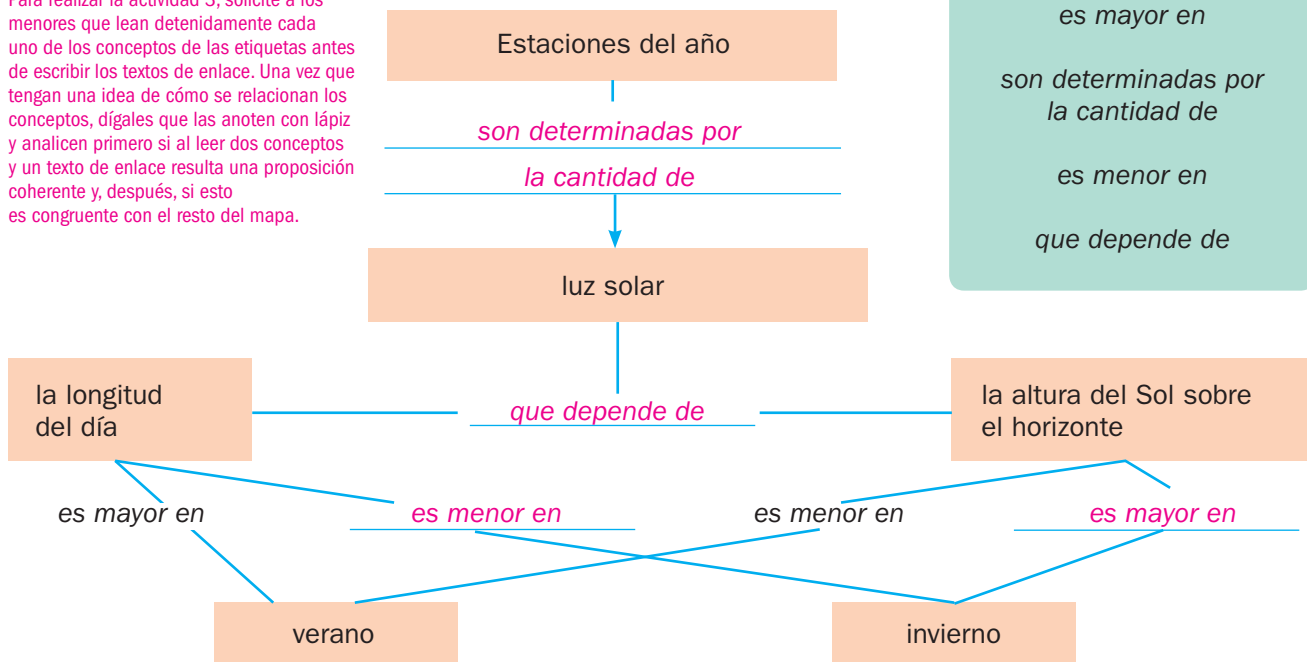 Para realizar la actividad 3, solicite a los
menores que lean detenidamente cada
uno de los conceptos de las etiquetas antes
de escribir los textos de enlace. Una vez que
tengan una idea de cómo se relacionan los
conceptos, dígales que las anoten con lápiz
y analicen primero si al leer dos conceptos
y un texto de enlace resulta una proposición
coherente y, después, si esto
es congruente con el resto del mapa.
Estaciones del año
son determinadas por
la cantidad de
luz solar
es mayor en
son determinadas por
la cantidad de
es menor en
que depende de
la longitud
del día
que depende de
la altura del Sol sobre
el horizonte
es mayor en
es menor en
es menor en
es mayor en
verano
invierno